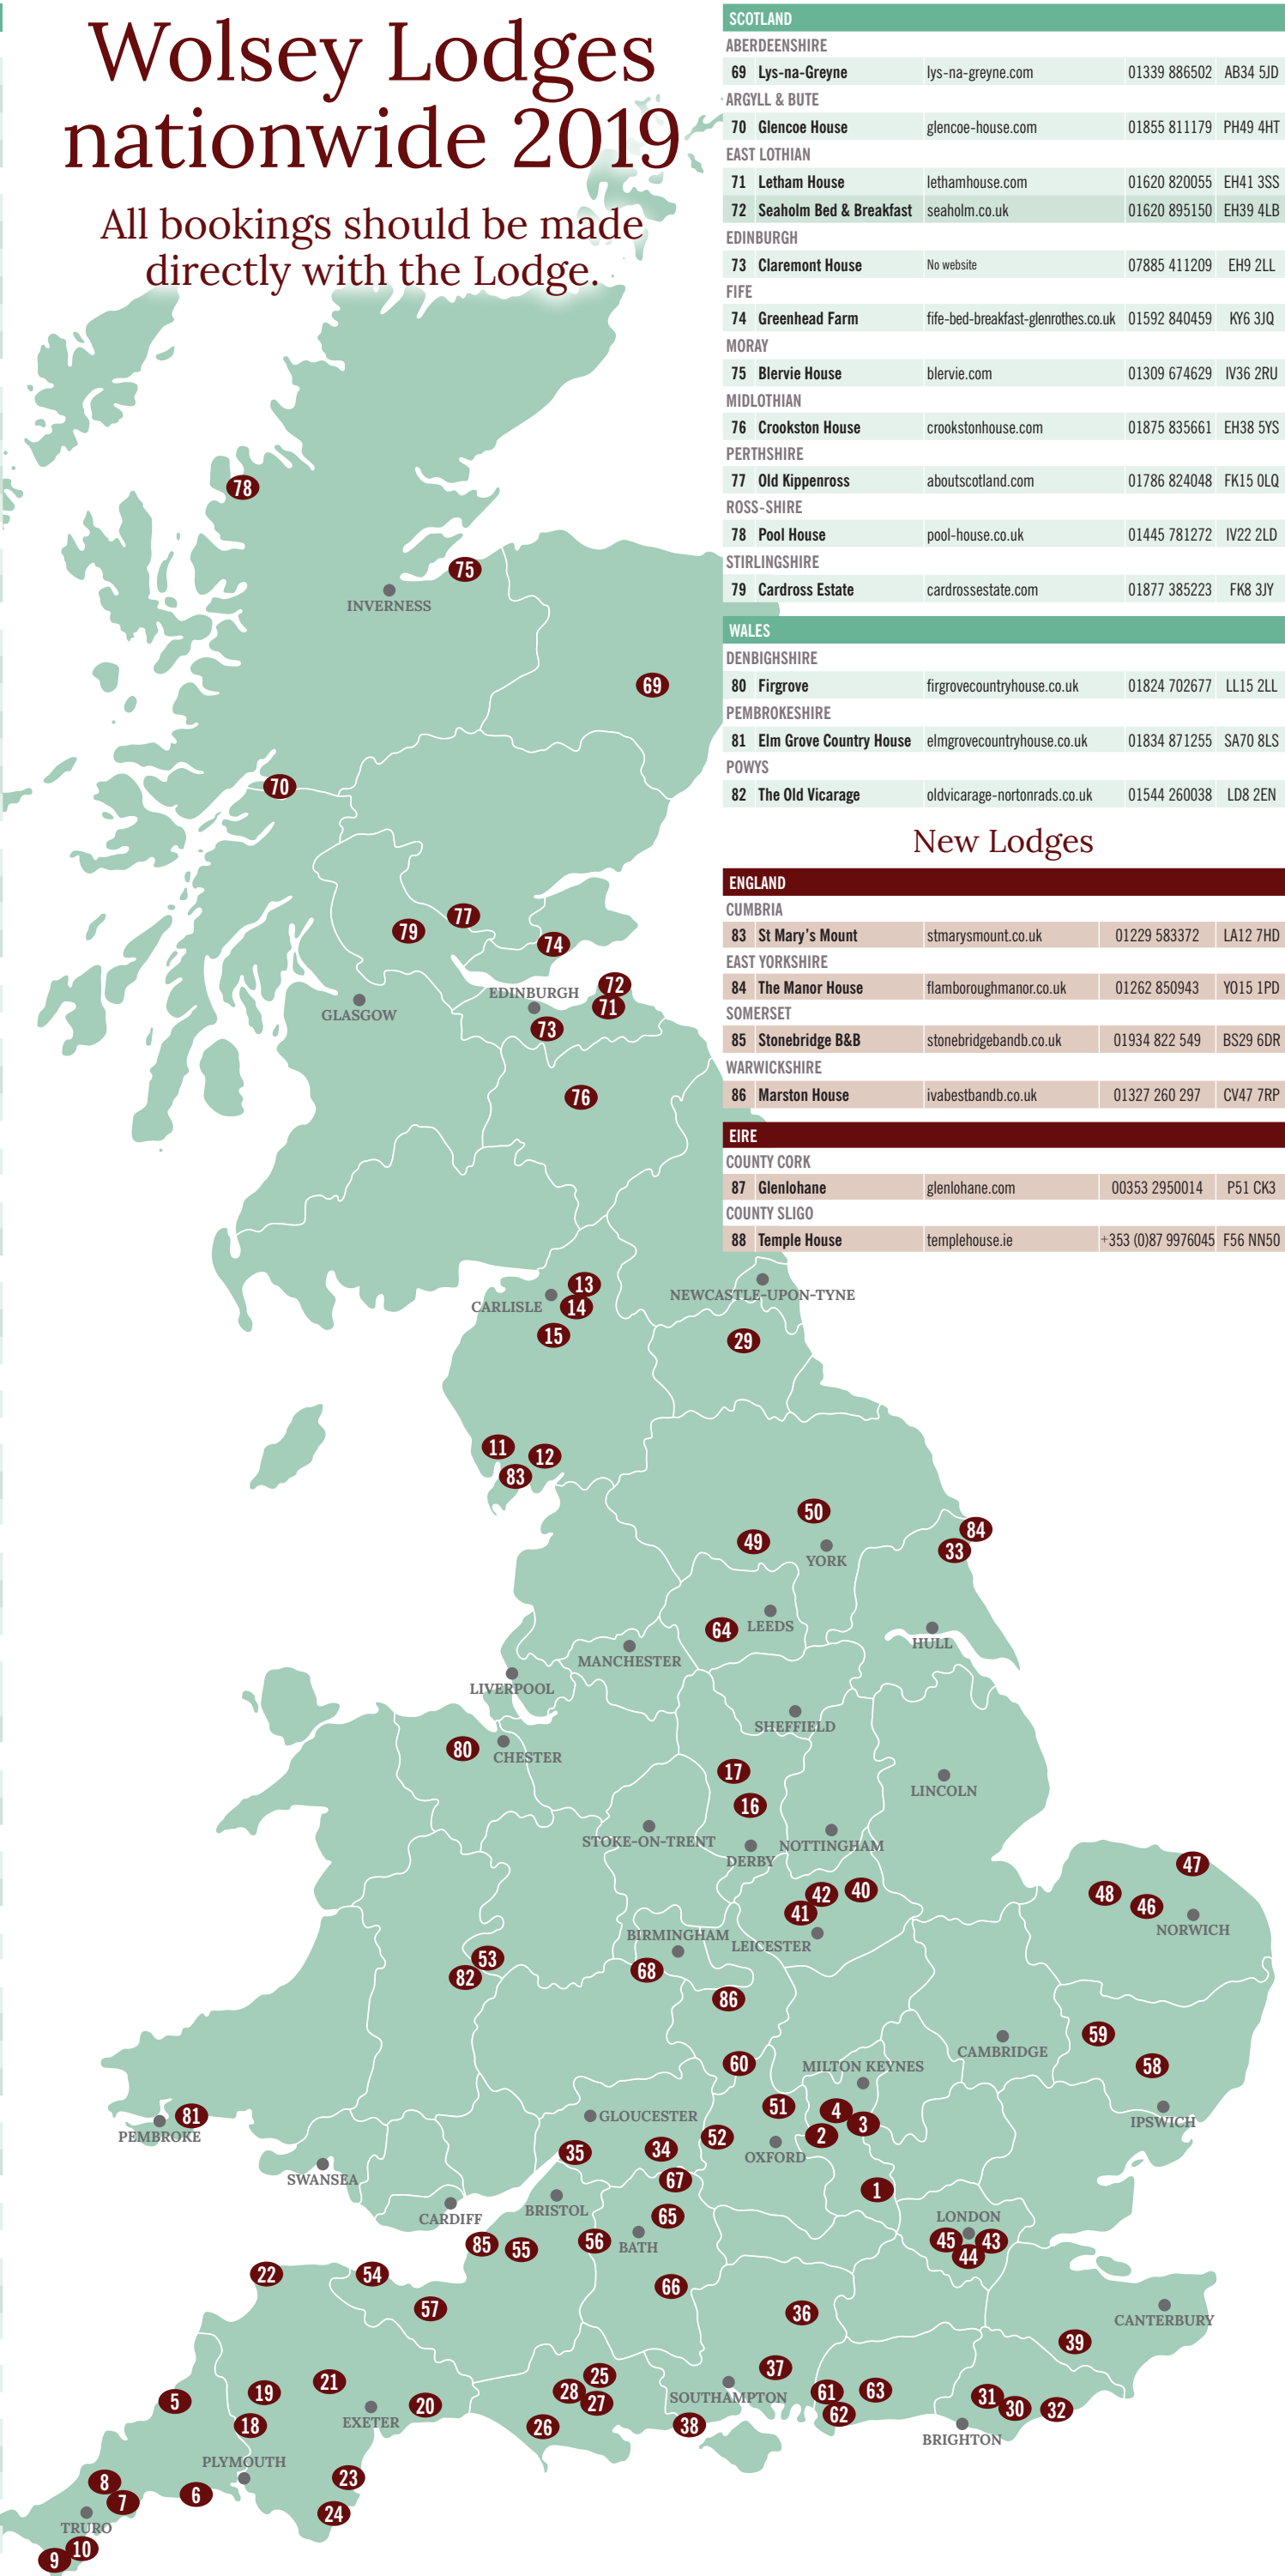 Wolsey Lodges
nationwide 2019
All bookings should be made
directly with the Lodge.
SCOTLAND
ABERDEENSHIRE
69 Lys-na-Greyne lys-na-greyne.com 01339 886502 AB34 5JD
ARGYLL & BUTE
70 Glencoe House glencoe-house.com 01855 811179 PH49 4HT
EAST LOTHIAN
71 Letham House lethamhouse.com 01620 820055 EH41 3SS
72 Seaholm Bed & Breakfast seaholm.co.uk 01620 895150 EH39 4LB
EDINBURGH
73 Claremont House No website 07885 411209 EH9 2LL
FIFE
74 Greenhead Farm fife-bed-breakfast-glenrothes.co.uk 01592 840459 KY6 3JQ
MORAY
75 Blervie House blervie.com 01309 674629 IV36 2RU
MIDLOTHIAN
76 Crookston House crookstonhouse.com 01875 835661 EH38 5YS
PERTHSHIRE
77 Old Kippenross aboutscotland.com 01786 824048 FK15 0LQ
ROSS-SHIRE
78 Pool House pool-house.co.uk 01445 781272 IV22 2LD
STIRLINGSHIRE
79 Cardross Estate cardrossestate.com 01877 385223 FK8 3JY
WALES
DENBIGHSHIRE
80 Firgrove firgrovecountryhouse.co.uk 01824 702677 LL15 2LL
PEMBROKESHIRE
81 Elm Grove Country House elmgrovecountryhouse.co.uk 01834 871255 SA70 8LS
POWYS
82 The Old Vicarage oldvicarage-nortonrads.co.uk 01544 260038 LD8 2EN
New Lodges
ENGLAND
CUMBRIA
83 St Mary's Mount stmarysmount.co.uk 01229 583372 LA12 7HD
EAST YORKSHIRE
84 The Manor House flamboroughmanor.co.uk 01262 850943 YO15 1PD
SOMERSET
85 Stonebridge B&B stonebridgebandb.co.uk 01934 822 549 BS29 6DR
WARWICKSHIRE
86 Marston House ivabestbandb.co.uk 01327 260 297 CV47 7RP
EIRE
COUNTY CORK
87 Glenlohane glenlohane.com 00353 2950014 P51 CK3
COUNTY SLIGO
88 Temple House templehouse.ie +353 (0)87 9976045 F56 NN50
78
75
INVERNESS
69
70
77
79
74
72
EDINBURGH
71
GLASGOW
73
76
13
NEWCASTLE-UPON-TYNE
CARLISLE
14
15
29
11
12
83
50
84
49
33
YORK
64
LEEDS
HULL
MANCHESTER
LIVERPOOL
SHEFFIELD
80
CHESTER
17
LINCOLN
16
STOKE-ON-TRENT
NOTTINGHAM
DERBY
47
42
40
48
41
46
NORWICH
BIRMINGHAM
LEICESTER
53
82
68
86
59
CAMBRIDGE
60
MILTON KEYNES
58
51
4
81
GLOUCESTER
3
IPSWICH
PEMBROKE
52
2
35
34
OXFORD
SWANSEA
67
1
BRISTOL
CARDIFF
65
LONDON
85
55
56
BATH
45
43
44
22
54
66
57
36
CANTERBURY
39
37
25
21
19
28
61
63
31
5
20
27
SOUTHAMPTON
62
30
32
EXETER
18
26
38
BRIGHTON
PLYMOUTH
23
8
6
7
24
TRURO
10
9